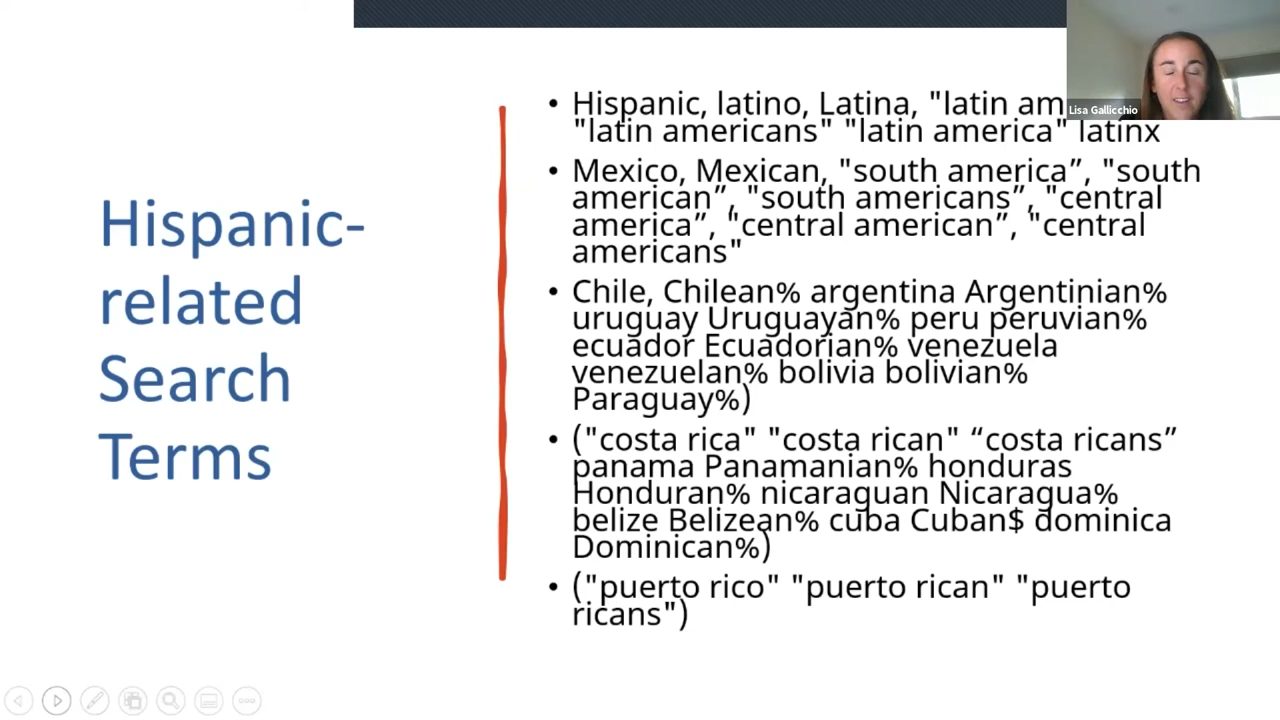 Hispanic-
related
Search
Terms
• Hispanic, latino, Latina, "latin am
"latin americans" "latin america" latinx
• Mexico, Mexican, "south america”, "south
american”, "south americans”, "central
america”, "central american”, "central
americans"
• Chile, Chilean% argentina Argentinian%
uruguay Uruguayan% peru peruvian%
ecuador Ecuadorian% venezuela
venezuelan% bolivia bolivian%
Paraguay%)
• ("costa rica" "costa rican" “costa ricans”
panama Panamanian% honduras
Honduran% nicaraguan Nicaragua%
belize Belizean% cuba Cuban$ dominica
Dominican%)
• ("puerto rico" "puerto rican" "puerto
ricans")
Lisa Gallicchio